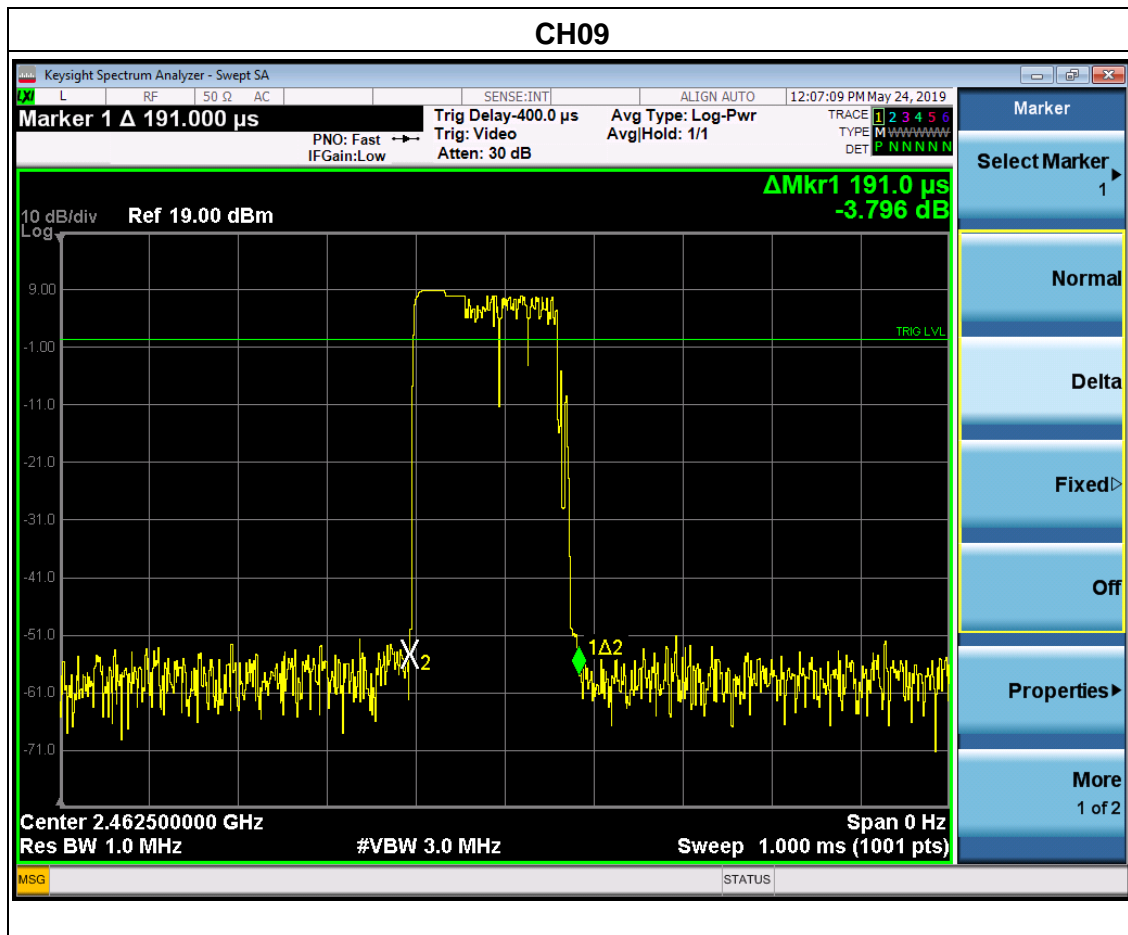 CH09
Keysight Spectrum Analyzer - Swept SA
LXI L RF 50 Ω AC SENSE:INT ALIGN AUTO 12:07:09 PM May 24, 2019
Marker 1 Δ 191.000 µs
PNO: Fast
IFGain:Low
Trig Delay-400.0 µs
Trig: Video
Atten: 30 dB
Avg Type: Log-Pwr
Avg|Hold: 1/1
TRACE 1 2 3 4 5 6
TYPE M WWWWW
DET P N N N N N
ΔMkr1 191.0 µs
-3.796 dB
10 dB/div Ref 19.00 dBm
Log
9.00
-1.00
-11.0
-21.0
-31.0
-41.0
-51.0
-61.0
-71.0
TRIG LVL
2
1Δ2
Center 2.462500000 GHz Span 0 Hz
Res BW 1.0 MHz #VBW 3.0 MHz Sweep 1.000 ms (1001 pts)
MSG STATUS
Marker
Select Marker
1
Normal
Delta
Fixed
Off
Properties
More
1 of 2